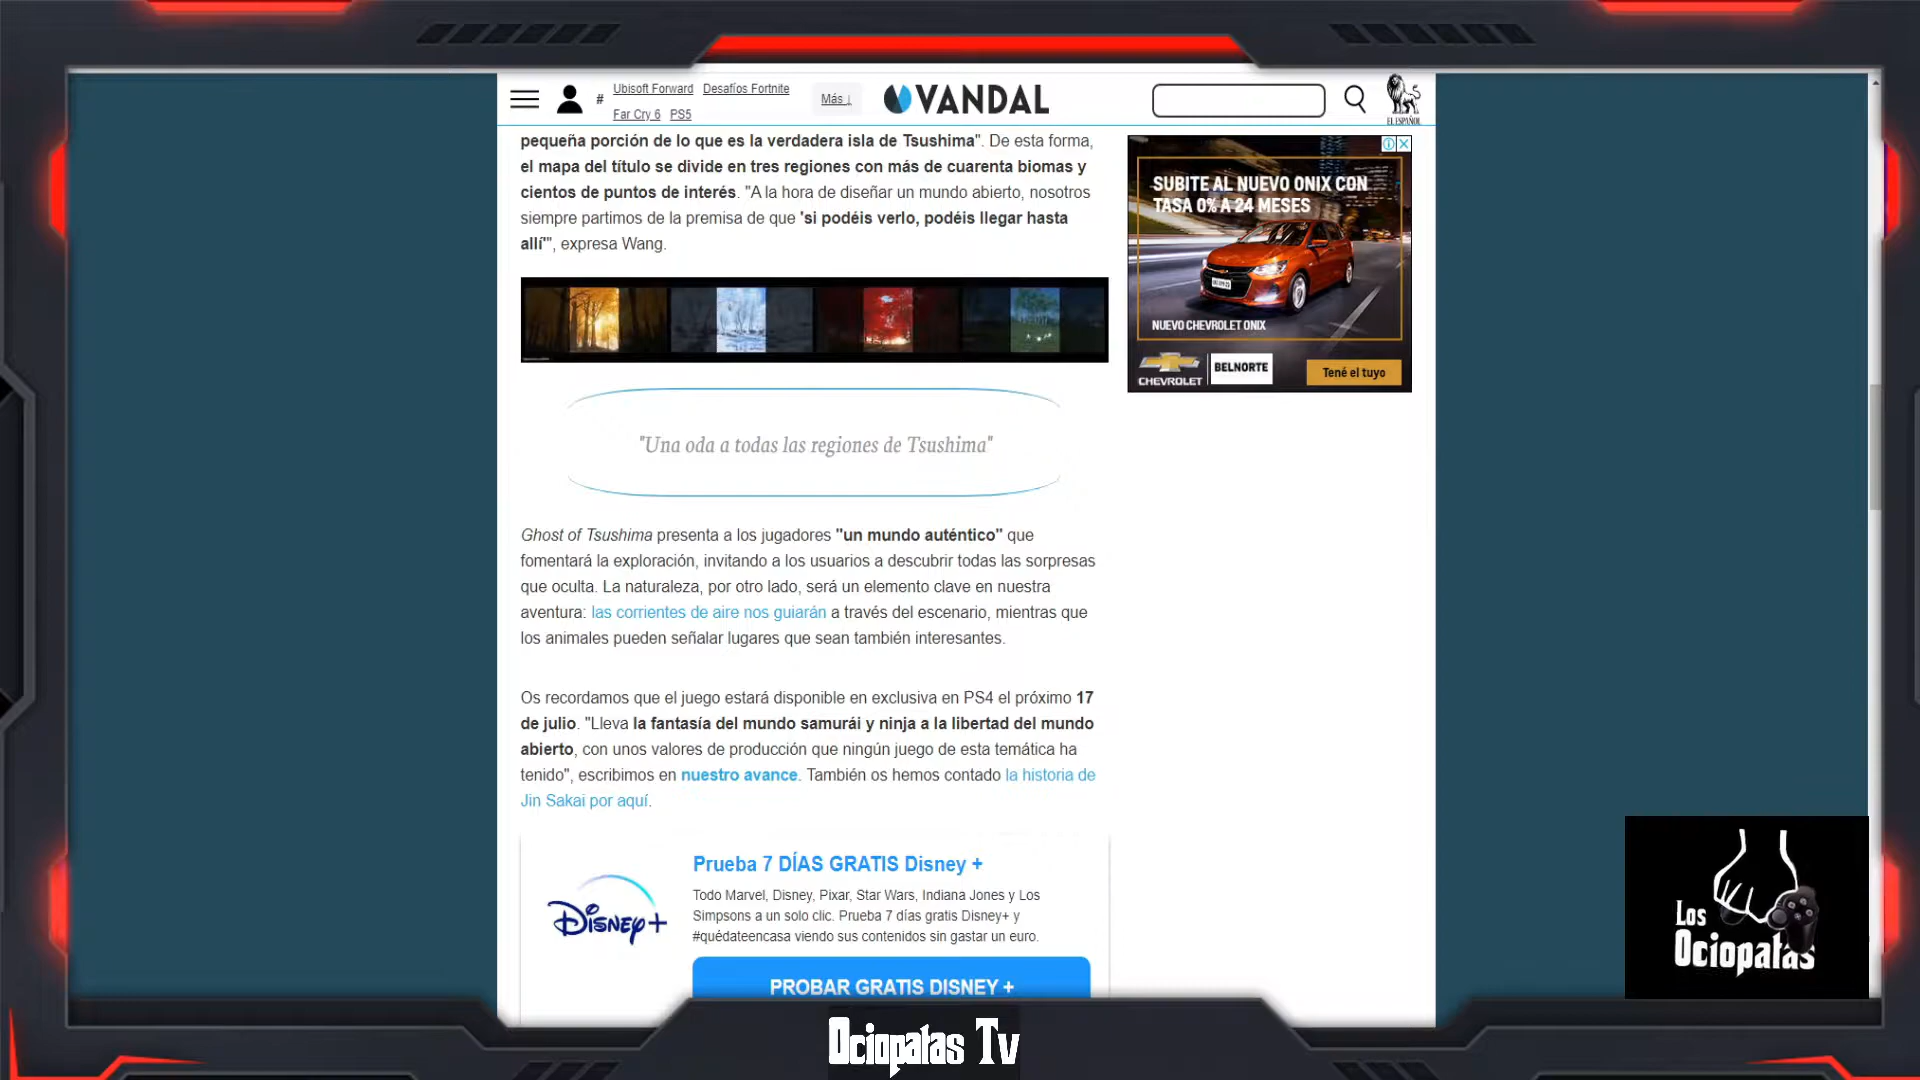 # Ubisoft Forward Desafíos Fortnite
Far Cry 6 PS5
Más ↓
VANDAL
EL ESPAÑOL
pequeña porción de lo que es la verdadera isla de Tsushima". De esta forma,
el mapa del título se divide en tres regiones con más de cuarenta biomas y
cientos de puntos de interés. "A la hora de diseñar un mundo abierto, nosotros
siempre partimos de la premisa de que 'si podéis verlo, podéis llegar hasta
allí'", expresa Wang.
"Una oda a todas las regiones de Tsushima"
Ghost of Tsushima presenta a los jugadores "un mundo auténtico" que
fomentará la exploración, invitando a los usuarios a descubrir todas las sorpresas
que oculta. La naturaleza, por otro lado, será un elemento clave en nuestra
aventura: las corrientes de aire nos guiarán a través del escenario, mientras que
los animales pueden señalar lugares que sean también interesantes.
Os recordamos que el juego estará disponible en exclusiva en PS4 el próximo 17
de julio. "Lleva la fantasía del mundo samurái y ninja a la libertad del mundo
abierto, con unos valores de producción que ningún juego de esta temática ha
tenido", escribimos en nuestro avance. También os hemos contado la historia de
Jin Sakai por aquí.
Disney+
Prueba 7 DÍAS GRATIS Disney +
Todo Marvel, Disney, Pixar, Star Wars, Indiana Jones y Los
Simpsons a un solo clic. Prueba 7 días gratis Disney+ y
#quédateencasa viendo sus contenidos sin gastar un euro.
PROBAR GRATIS DISNEY +
SUBITE AL NUEVO ONIX CON
TASA 0% A 24 MESES
NUEVO CHEVROLET ONIX
CHEVROLET
BELNORTE
Tené el tuyo
Los
Ociopatas
Ociopatas Tv